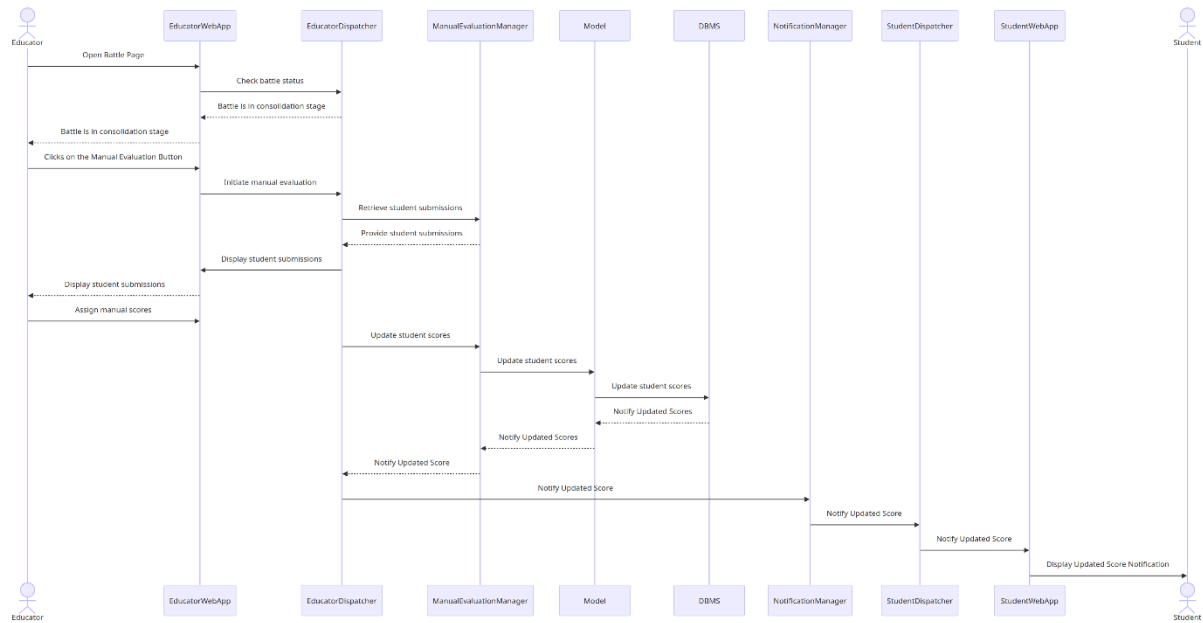 EducatorWebApp EducatorDispatcher ManualEvaluationManager Model DBMS NotificationManager StudentDispatcher StudentWebApp
Educator Student
Open Battle Page
Check battle status
Battle is in consolidation stage
Battle is in consolidation stage
Clicks on the Manual Evaluation Button
Initiate manual evaluation
Retrieve student submissions
Provide student submissions
Display student submissions
Display student submissions
Assign manual scores
Update student scores
Update student scores
Update student scores
Notify Updated Scores
Notify Updated Scores
Notify Updated Score
Notify Updated Score
Notify Updated Score
Notify Updated Score
Display Updated Score Notification
EducatorWebApp EducatorDispatcher ManualEvaluationManager Model DBMS NotificationManager StudentDispatcher StudentWebApp
Educator Student